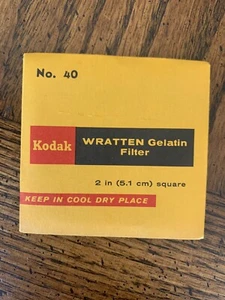 No. 40
Kodak
WRATTEN Gelatin
Filter
2 in (5.1 cm) square
KEEP IN COOL DRY PLACE